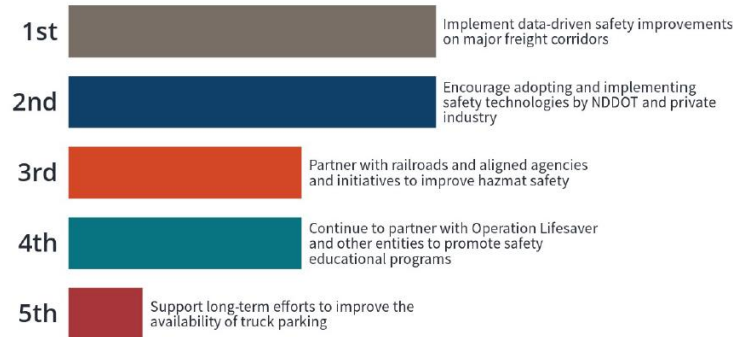 1st
Implement data-driven safety improvements
on major freight corridors
2nd
Encourage adopting and implementing
safety technologies by NDDOT and private
industry
3rd
Partner with railroads and aligned agencies
and initiatives to improve hazmat safety
4th
Continue to partner with Operation Lifesaver
and other entities to promote safety
educational programs
5th
Support long-term efforts to improve the
availability of truck parking